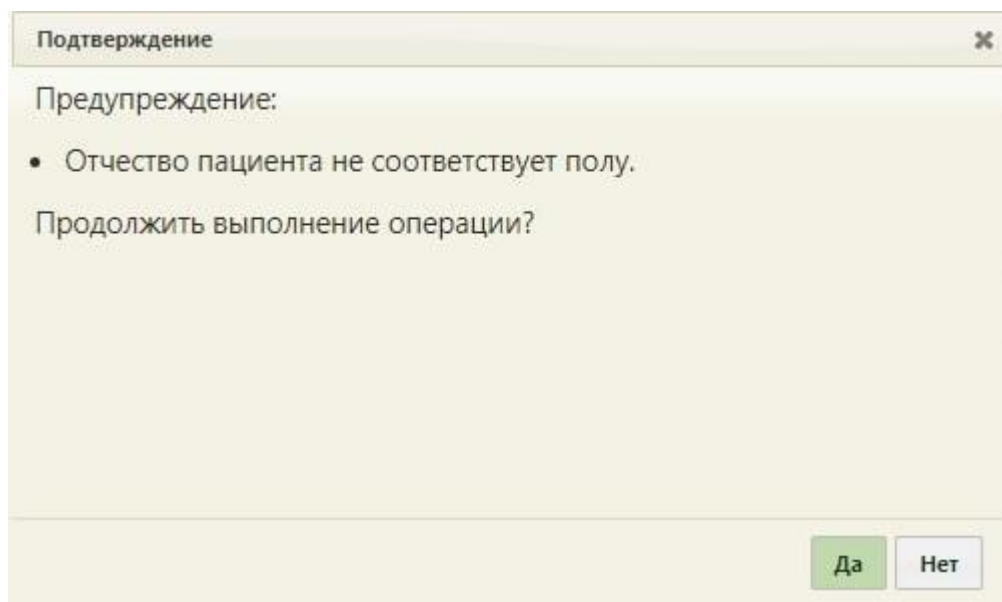 Подтверждение
Предупреждение:
• Отчество пациента не соответствует полу.
Продолжить выполнение операции?
Да
Нет